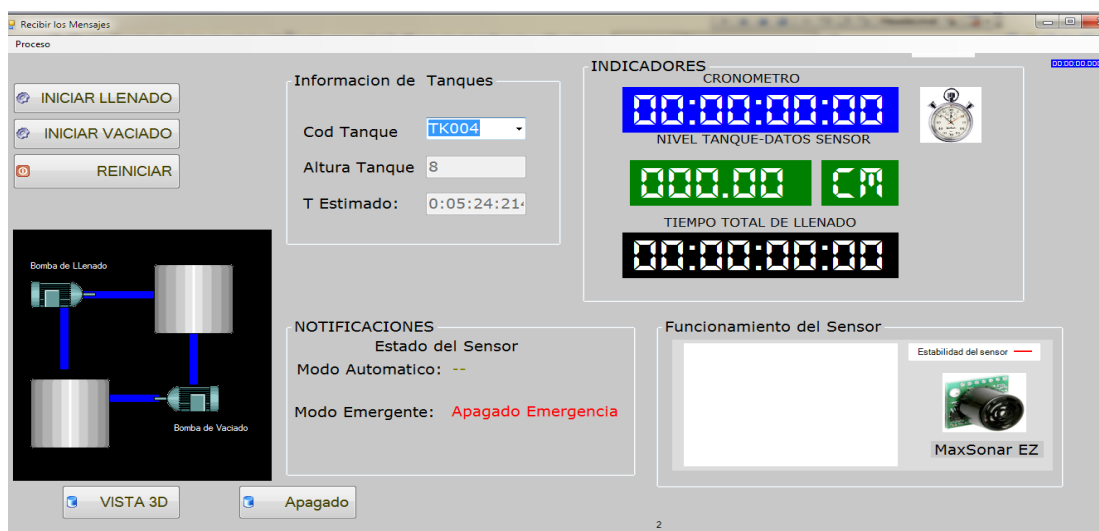 Recibir los Mensajes
Proceso
INICIAR LLENADO
INICIAR VACIADO
REINICIAR
Informacion de Tanques
Cod Tanque TK004
Altura Tanque 8
T Estimado: 0:05:24:21
INDICADORES
CRONOMETRO
00:00:00:00
NIVEL TANQUE-DATOS SENSOR
000.00 CM
TIEMPO TOTAL DE LLENADO
00:00:00:00
00:00:00.000
Bomba de LLenado
Bomba de Vaciado
NOTIFICACIONES
Estado del Sensor
Modo Automatico: --
Modo Emergente: Apagado Emergencia
Funcionamiento del Sensor
Estabilidad del sensor
MaxSonar EZ
VISTA 3D
Apagado
2